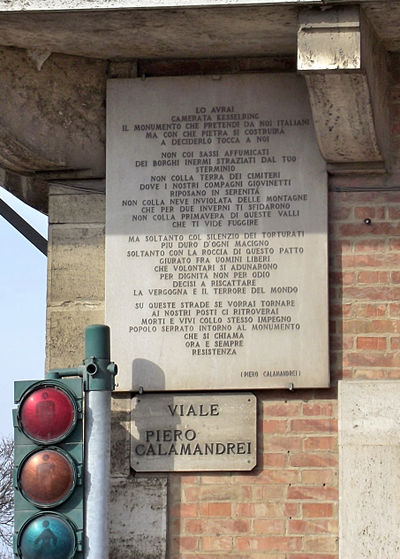 LO AVRAI
CAMERATA KESSELRING
IL MONUMENTO CHE PRETENDI DA NOI ITALIANI
MA CON CHE PIETRA SI COSTRUIRÀ
A DECIDERLO TOCCA A NOI
NON COI SASSI AFFUMICATI
DEI BORGHI INERMI STRAZIATI DAL TUO
STERMINIO
NON COLLA TERRA DEI CIMITERI
DOVE I NOSTRI COMPAGNI GIOVINETTI
RIPOSANO IN SERENITÀ
NON COLLA NEVE INVIOLATA DELLE MONTAGNE
CHE PER DUE INVERNI TI SFIDARONO
NON COLLA PRIMAVERA DI QUESTE VALLI
CHE TI VIDE FUGGIRE
MA SOLTANTO COL SILENZIO DEI TORTURATI
PIÙ DURO D'OGNI MACIGNO
SOLTANTO CON LA ROCCIA DI QUESTO PATTO
GIURATO FRA UOMINI LIBERI
CHE VOLONTARI SI ADUNARONO
PER DIGNITÀ NON PER ODIO
DECISI A RISCATTARE
LA VERGOGNA E IL TERRORE DEL MONDO
SU QUESTE STRADE SE VORRAI TORNARE
AI NOSTRI POSTI CI RITROVERAI
MORTI E VIVI COLLO STESSO IMPEGNO
POPOLO SERRATO INTORNO AL MONUMENTO
CHE SI CHIAMA
ORA E SEMPRE
RESISTENZA
(PIERO CALAMANDREI)
VIALE
PIERO
CALAMANDREI